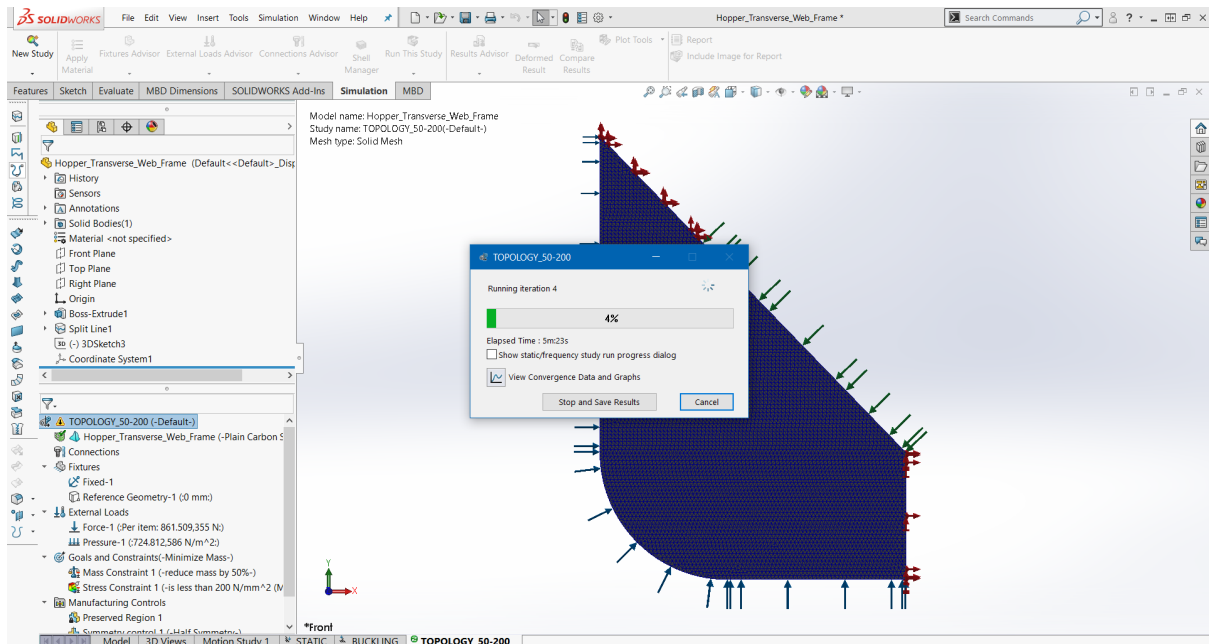 SOLIDWORKS File Edit View Insert Tools Simulation Window Help Hopper_Transverse_Web_Frame * Search Commands
New Study
Apply Material
Fixtures Advisor
External Loads Advisor
Connections Advisor
Shell Manager
Run This Study
Results Advisor
Deformed Result
Compare Results
Plot Tools
Report
Include Image for Report
Features Sketch Evaluate MBD Dimensions SOLIDWORKS Add-Ins Simulation MBD
Hopper_Transverse_Web_Frame (Default<<Default>_Disp
History
Sensors
Annotations
Solid Bodies(1)
Material <not specified>
Front Plane
Top Plane
Right Plane
Origin
Boss-Extrude1
Split Line1
3D (-) 3DSketch3
Coordinate System1
TOPOLOGY_50-200 (-Default-)
Hopper_Transverse_Web_Frame (-Plain Carbon S
Connections
Fixtures
Fixed-1
Reference Geometry-1 (:0 mm:)
External Loads
Force-1 (:Per item: 861.509,355 N:)
Pressure-1 (:724.812,586 N/m^2:)
Goals and Constraints(-Minimize Mass-)
Mass Constraint 1 (-reduce mass by 50%-)
Stress Constraint 1 (-is less than 200 N/mm^2 (M
Manufacturing Controls
Preserved Region 1
Symmetry control 1 (-Half Symmetry-)
Model name: Hopper_Transverse_Web_Frame
Study name: TOPOLOGY_50-200(-Default-)
Mesh type: Solid Mesh
TOPOLOGY_50-200
Running iteration 4
4%
Elapsed Time : 5m23s
Show static/frequency study run progress dialog
View Convergence Data and Graphs
Stop and Save Results Cancel
Y
X
*Front
Model 3D Views Motion Study 1 STATIC BUCKLING TOPOLOGY_50-200